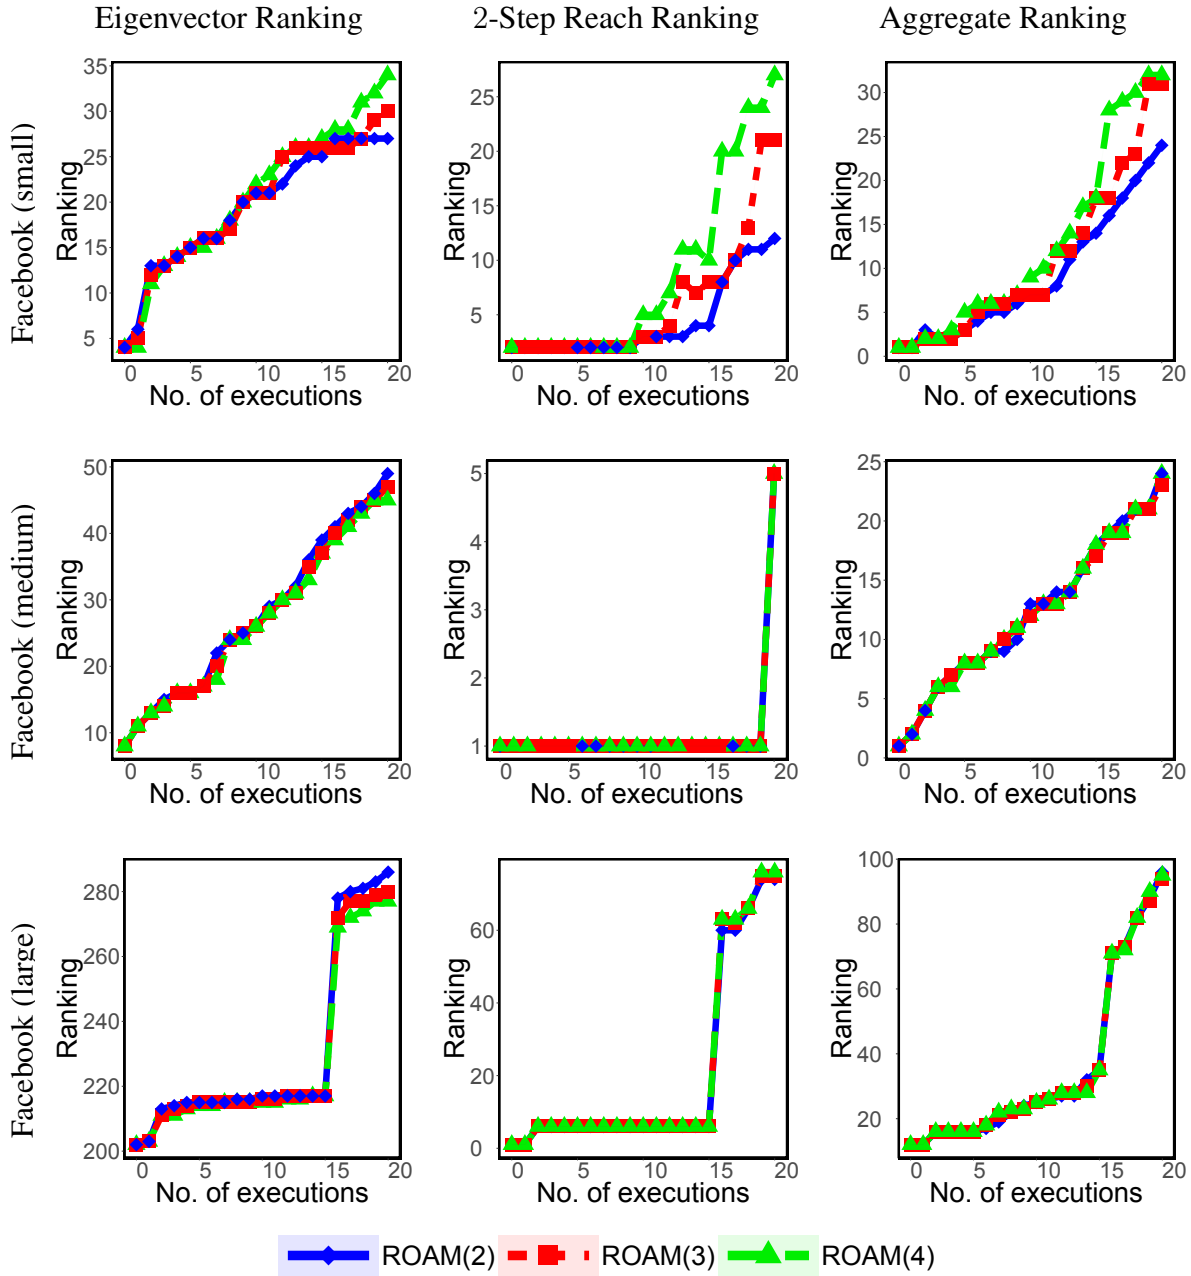 Eigenvector Ranking 2-Step Reach Ranking Aggregate Ranking
Facebook (small)
Ranking
35
30
25
20
15
10
5
0 5 10 15 20
No. of executions
Ranking
25
20
15
10
5
0 5 10 15 20
No. of executions
Ranking
30
25
20
15
10
5
0
0 5 10 15 20
No. of executions
Facebook (medium)
Ranking
50
40
30
20
10
0 5 10 15 20
No. of executions
Ranking
5
4
3
2
1
0 5 10 15 20
No. of executions
Ranking
25
20
15
10
5
0
0 5 10 15 20
No. of executions
Facebook (large)
Ranking
280
260
240
220
200
0 5 10 15 20
No. of executions
Ranking
60
40
20
0
0 5 10 15 20
No. of executions
Ranking
100
80
60
40
20
0 5 10 15 20
No. of executions
ROAM(2) ROAM(3) ROAM(4)